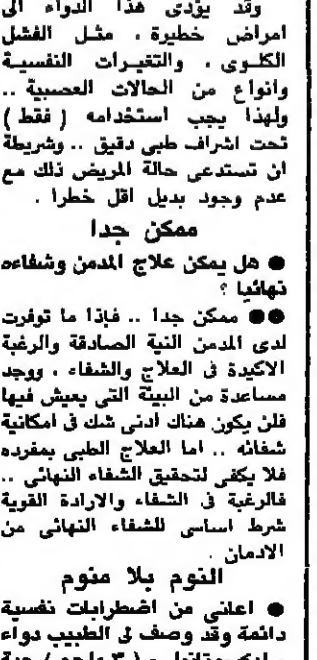 وقد يؤدى هذا الدواء الى
امراض خطيرة ، مثل الفشل
الكلوى ، والتغيرات النفسية
وانواع من الحالات العصبية ..
ولهذا يجب استخدامه ( فقط )
تحت اشراف طبى دقيق .. وشريطة
ان تستدعى حالة المريض ذلك مع
عدم وجود بديل اقل خطرا .
ممكن جدا
● هل يمكن علاج المدمن وشفاءه
نهائيا ؟
●● ممكن جدا .. فإذا ما توفرت
لدى المدمن النية الصادقة والرغبة
الاكيدة فى العلاج والشفاء ، ووجد
مساعدة من البيئة التى يعيش فيها
فلن يكون هناك أدنى شك فى امكانية
شفائه .. اما العلاج الطبى بمفرده
فلا يكفى لتحقيق الشفاء النهائى ..
فالرغبة فى الشفاء والارادة القوية
شرط اساسى للشفاء النهائى من
الادمان .
النوم بلا منوم
● اعانى من اضطرابات نفسية
دائمة وقد وصف لى الطبيب دواء